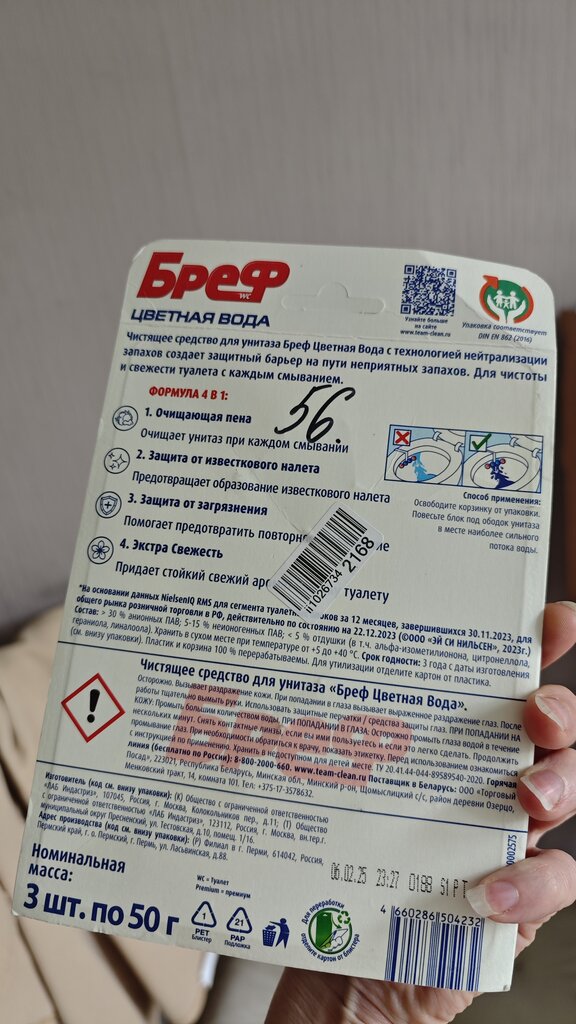 Бреф
WC
ЦВЕТНАЯ ВОДА
Узнайте больше
на сайте
www.team-clean.ru
Упаковка соответствует
DIN EN 862 (2016)
Чистящее средство для унитаза Бреф Цветная Вода с технологией нейтрализации
запахов создает защитный барьер на пути неприятных запахов. Для чистоты
и свежести туалета с каждым смыванием.
ФОРМУЛА 4 В 1:
56.
1. Очищающая пена
Очищает унитаз при каждом смывании
2. Защита от известкового налета
Предотвращает образование известкового налета
3. Защита от загрязнения
Помогает предотвратить повторно
4. Экстра Свежесть
Придает стойкий свежий аро туалету
Способ применения:
Освободите корзинку от упаковки.
Повесьте блок под ободок унитаза
в месте наиболее сильного
потока воды.
n1026734 2168
*На основании данных NielsenIQ RMS для сегмента туалетн оков за 12 месяцев, завершившихся 30.11.2023, для
общего рынка розничной торговли в РФ, действительно по состоянию на 22.12.2023 (©ООО «ЭЙ СИ НИЛЬСЕН», 2023г.)
Состав: > 30 % анионных ПАВ; 5-15 % неионогенных ПАВ; < 5 % отдушки (в т.ч. альфа-изометилионона, цитронеллола,
гераниола, линалоола). Хранить в сухом месте при температуре от +5 до +40 °C. Срок годности: 3 года с даты изготовления
(см. внизу упаковки). Пластик и корзинка 100 % перерабатываемы. Для утилизации отделите картон от пластика.
Чистящее средство для унитаза «Бреф Цветная Вода».
Осторожно. Вызывает раздражение кожи. При попадании в глаза вызывает выраженное раздражение глаз. После
работы тщательно вымыть руки. Использовать защитные перчатки / средства защиты глаз. ПРИ ПОПАДАНИИ НА
КОЖУ: Промыть большим количеством воды. ПРИ ПОПАДАНИИ В ГЛАЗА: Осторожно промыть глаза водой в течение
нескольких минут. Снять контактные линзы, если вы ими пользуетесь и если это легко сделать. Продолжить
промывание глаз. При необходимости обратиться к врачу, показать этикетку. Перед использованием ознакомиться
с инструкцией по применению. Хранить в недоступном для детей месте. ТУ 20.41.44-044-89589540-2020. Горячая
линия (бесплатно по России): 8-800-2000-660. www.team-clean.ru Поставщик в Беларусь: ООО "Торговый
Посад», 223021, Республика Беларусь, Минская обл., Минский р-он, Щомыслицкий с/с, район деревни Озерцо,
Меньковский тракт, 14, комната 101. Тел: +375-17-3578632.
Изготовитель (код см. внизу упаковки): (К) Общество с ограниченной ответственностью
«ЛАБ Индастриз», 107045, Россия, г. Москва, Колокольников пер., д.11; (Т) Общество
с ограниченной ответственностью "ЛАБ Индастриз», 123112, Россия, г. Москва, вн.тер.г.
муниципальный округ Пресненский, ул. Тестовская, д.10, помещ. 1/16.
Адрес производства (код см. внизу упаковки): (Р) Филиал в г. Перми, 614042, Россия,
Пермский край, г. о. Пермский, г. Пермь, ул. Ласьвинская, д.88.
Номинальная
масса:
3 шт. по 50 г
WC = Туалет
Premium = премиум
1
PET
Блистер
21
PAP
Подложка
Для переработки
отделите картон от блистера
06.02.25 23:27 0188 S1 PT
4 660286 504232